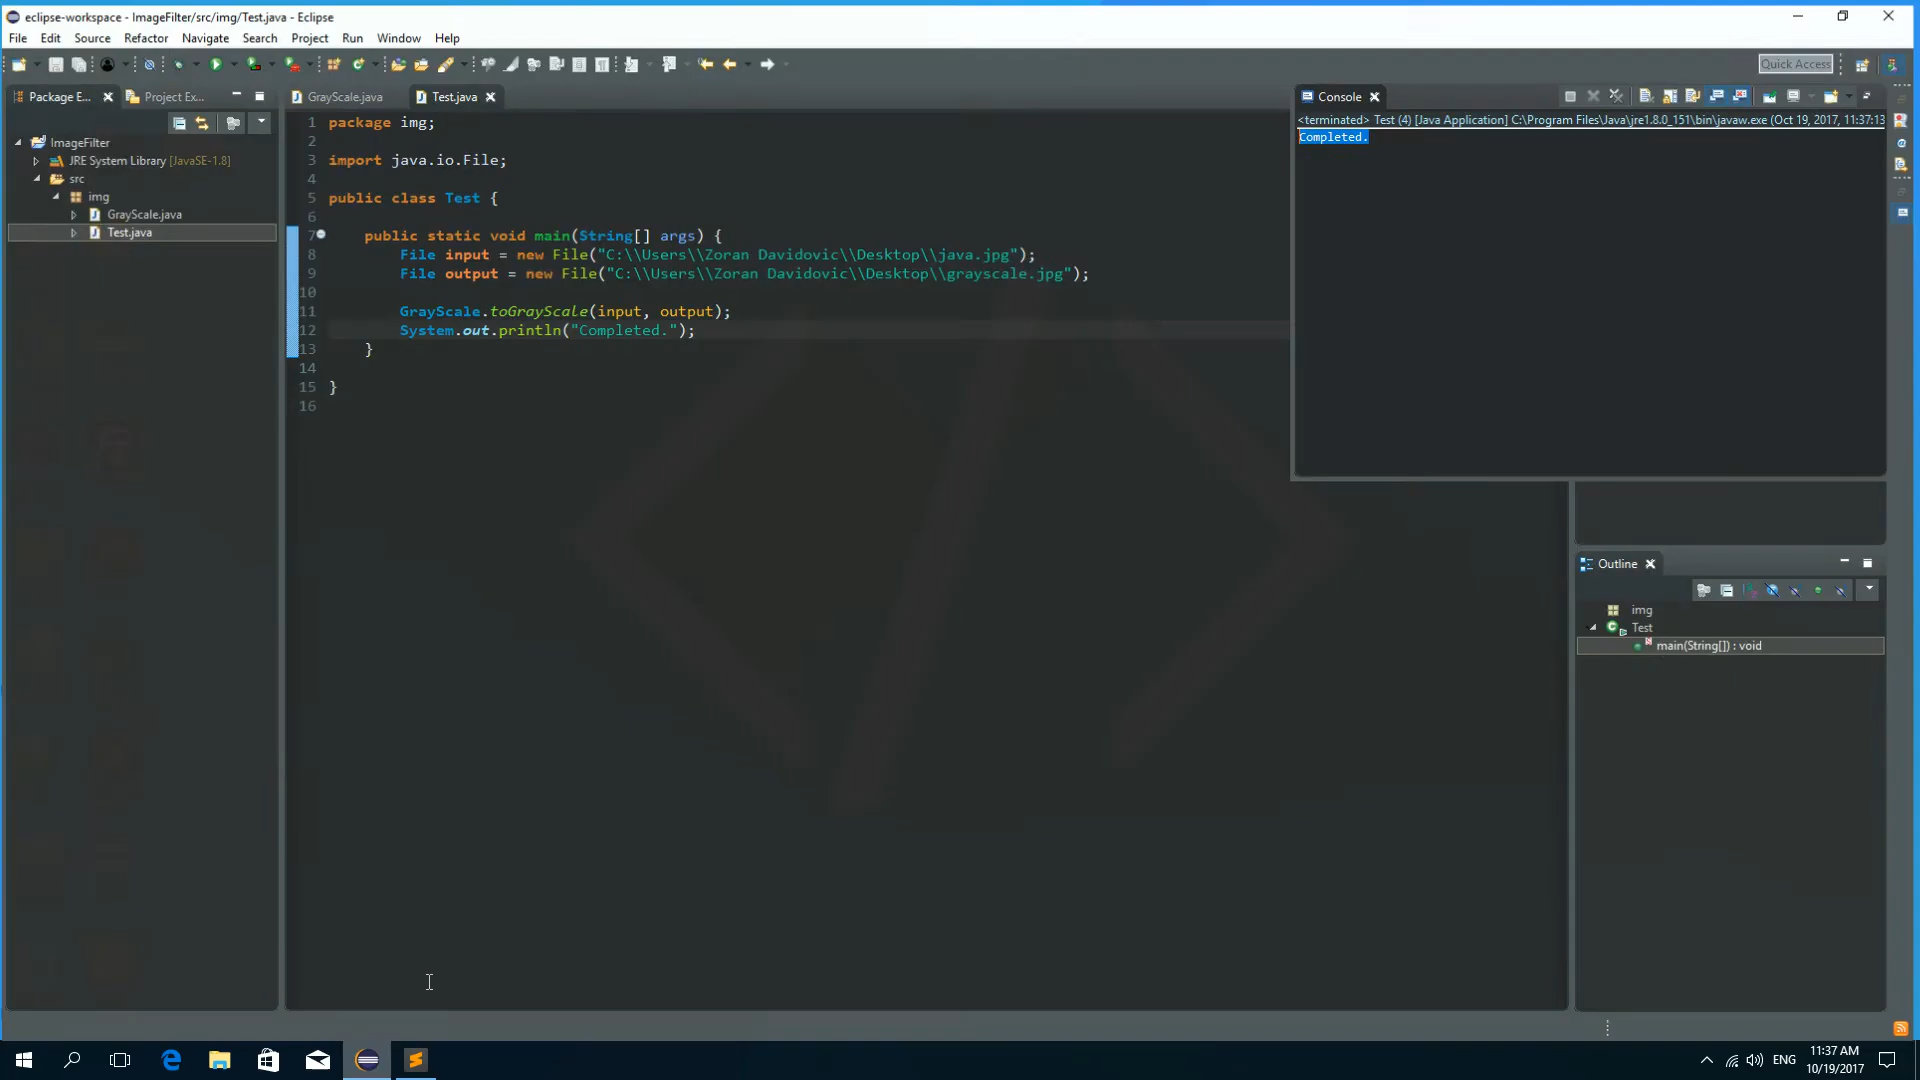 eclipse-workspace - ImageFilter/src/img/Test.java - Eclipse
File Edit Source Refactor Navigate Search Project Run Window Help
Quick Access
Package E... Project Ex...
ImageFilter
JRE System Library [JavaSE-1.8]
src
img
GrayScale.java
Test.java
GrayScale.java Test.java
1 package img;
2
3 import java.io.File;
4
5 public class Test {
6
7 public static void main(String[] args) {
8 File input = new File("C:\\Users\\Zoran Davidovic\\Desktop\\java.jpg");
9 File output = new File("C:\\Users\\Zoran Davidovic\\Desktop\\grayscale.jpg");
10
11 GrayScale.toGrayScale(input, output);
12 System.out.println("Completed.");
13 }
14
15 }
16
Console
<terminated> Test (4) [Java Application] C:\Program Files\Java\jre1.8.0_151\bin\javaw.exe (Oct 19, 2017, 11:37:13
Completed.
Outline
img
Test
main(String[]) : void
ENG
11:37 AM
10/19/2017